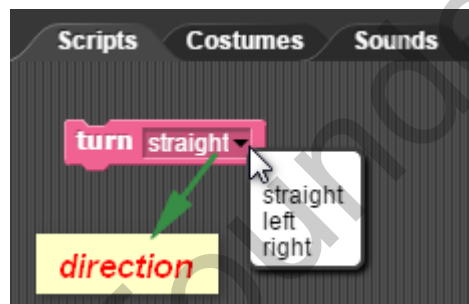 Scripts Costumes Sounds
turn straight
straight
left
right
direction